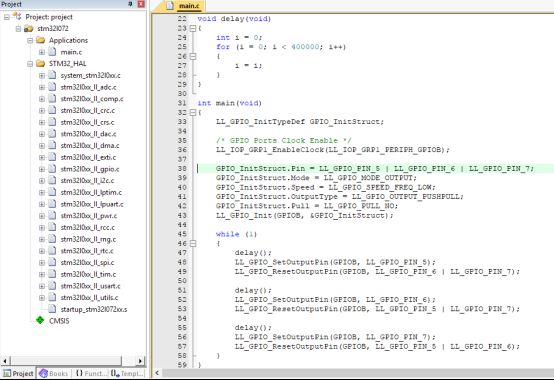 Project
main.c
Project: project
stm32l072
Applications
main.c
STM32_HAL
system_stm32l0xx.c
stm32l0xx_ll_adc.c
stm32l0xx_ll_comp.c
stm32l0xx_ll_crc.c
stm32l0xx_ll_crs.c
stm32l0xx_ll_dac.c
stm32l0xx_ll_dma.c
stm32l0xx_ll_exti.c
stm32l0xx_ll_gpio.c
stm32l0xx_ll_i2c.c
stm32l0xx_ll_lptim.c
stm32l0xx_ll_lpuart.c
stm32l0xx_ll_pwr.c
stm32l0xx_ll_rcc.c
stm32l0xx_ll_rng.c
stm32l0xx_ll_rtc.c
stm32l0xx_ll_spi.c
stm32l0xx_ll_tim.c
stm32l0xx_ll_usart.c
stm32l0xx_ll_utils.c
startup_stm32l072xx.s
CMSIS
Project Books {} Funct... Templ...
22 void delay(void)
23 {
24 int i = 0;
25 for (i = 0; i < 400000; i++)
26 {
27 i = i;
28 }
29 }
30
31 int main(void)
32 {
33 LL_GPIO_InitTypeDef GPIO_InitStruct;
34
35 /* GPIO Ports Clock Enable */
36 LL_IOP_GRP1_EnableClock(LL_IOP_GRP1_PERIPH_GPIOB);
37
38 GPIO_InitStruct.Pin = LL_GPIO_PIN_5 | LL_GPIO_PIN_6 | LL_GPIO_PIN_7;
39 GPIO_InitStruct.Mode = LL_GPIO_MODE_OUTPUT;
40 GPIO_InitStruct.Speed = LL_GPIO_SPEED_FREQ_LOW;
41 GPIO_InitStruct.OutputType = LL_GPIO_OUTPUT_PUSHPULL;
42 GPIO_InitStruct.Pull = LL_GPIO_PULL_NO;
43 LL_GPIO_Init(GPIOB, &GPIO_InitStruct);
44
45 while (1)
46 {
47 delay();
48 LL_GPIO_SetOutputPin(GPIOB, LL_GPIO_PIN_5);
49 LL_GPIO_ResetOutputPin(GPIOB, LL_GPIO_PIN_6 | LL_GPIO_PIN_7);
50
51 delay();
52 LL_GPIO_SetOutputPin(GPIOB, LL_GPIO_PIN_6);
53 LL_GPIO_ResetOutputPin(GPIOB, LL_GPIO_PIN_5 | LL_GPIO_PIN_7);
54
55 delay();
56 LL_GPIO_SetOutputPin(GPIOB, LL_GPIO_PIN_7);
57 LL_GPIO_ResetOutputPin(GPIOB, LL_GPIO_PIN_5 | LL_GPIO_PIN_6);
58 }
59 }